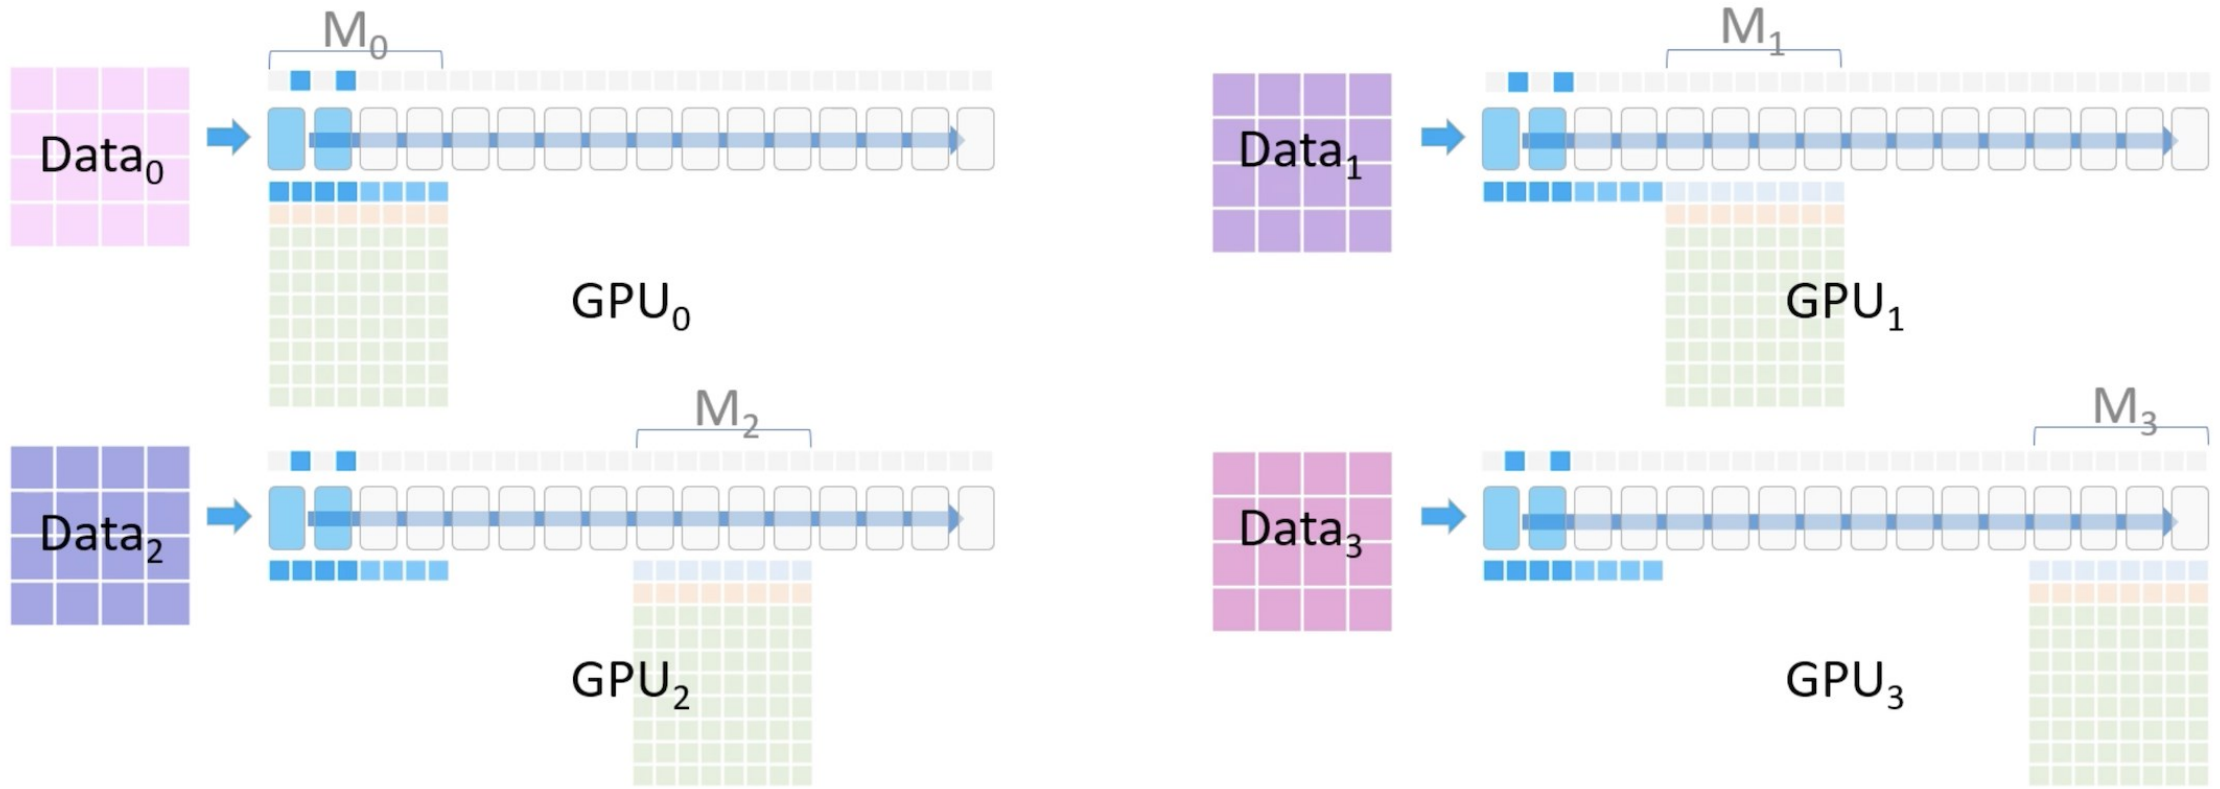 M₀
Data₀
GPU₀
M₁
Data₁
GPU₁
M₂
Data₂
GPU₂
M₃
Data₃
GPU₃